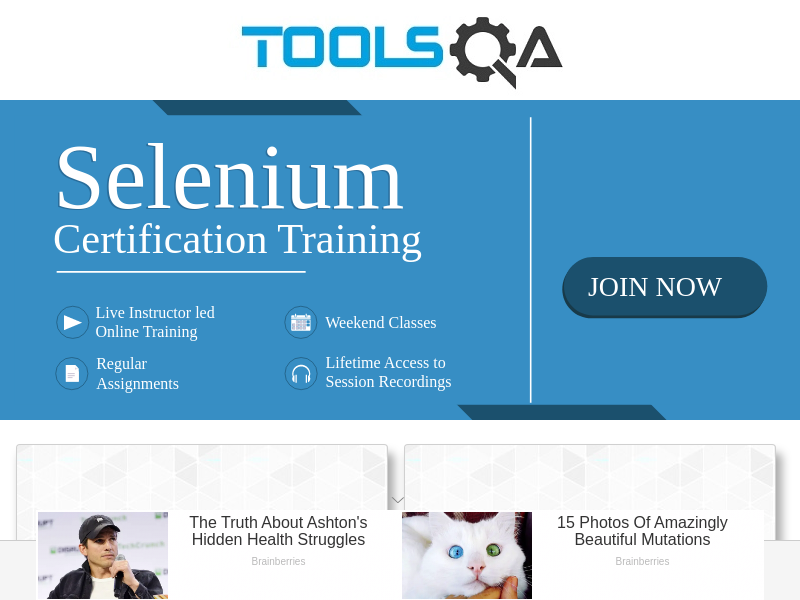 TOOLSQA
Selenium
Certification Training
JOIN NOW
Live Instructor led
Online Training
Weekend Classes
Regular
Assignments
Lifetime Access to
Session Recordings
The Truth About Ashton's
Hidden Health Struggles
Brainberries
15 Photos Of Amazingly
Beautiful Mutations
Brainberries